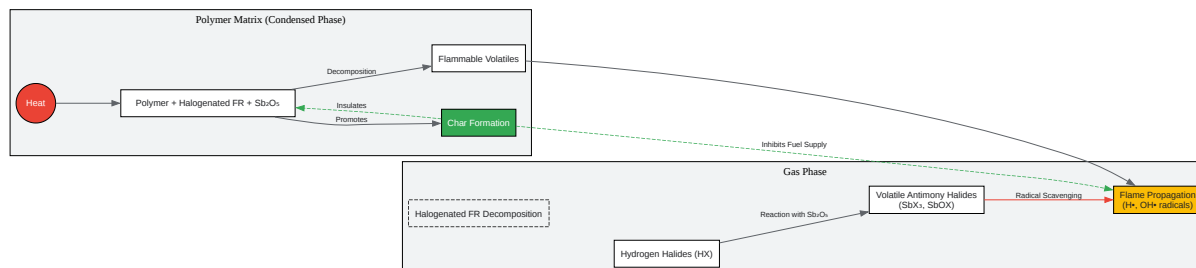 Polymer Matrix (Condensed Phase)
Heat
Polymer + Halogenated FR + Sb₂O₅
Decomposition
Flammable Volatiles
Insulates
Promotes
Char Formation
Inhibits Fuel Supply
Gas Phase
Halogenated FR Decomposition
Hydrogen Halides (HX)
Reaction with Sb₂O₅
Volatile Antimony Halides
(SbX₃, SbOX)
Radical Scavenging
Flame Propagation
(H•, OH• radicals)